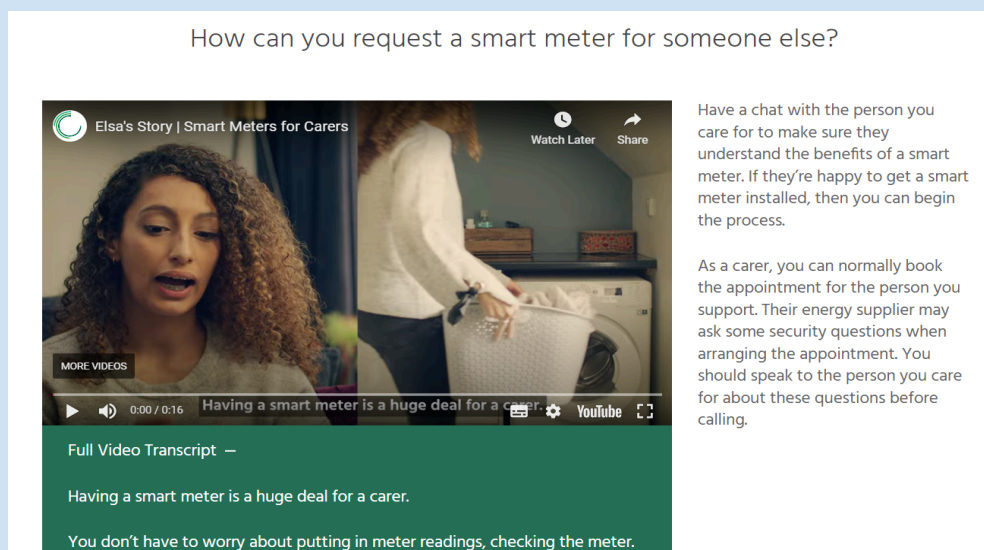 How can you request a smart meter for someone else?
Elsa's Story | Smart Meters for Carers
Watch Later
Share
MORE VIDEOS
0:00 / 0:16
Having a smart meter is a huge deal for a carer.
YouTube
Full Video Transcript –
Having a smart meter is a huge deal for a carer.
You don't have to worry about putting in meter readings, checking the meter.
Have a chat with the person you
care for to make sure they
understand the benefits of a smart
meter. If they're happy to get a smart
meter installed, then you can begin
the process.
As a carer, you can normally book
the appointment for the person you
support. Their energy supplier may
ask some security questions when
arranging the appointment. You
should speak to the person you care
for about these questions before
calling.